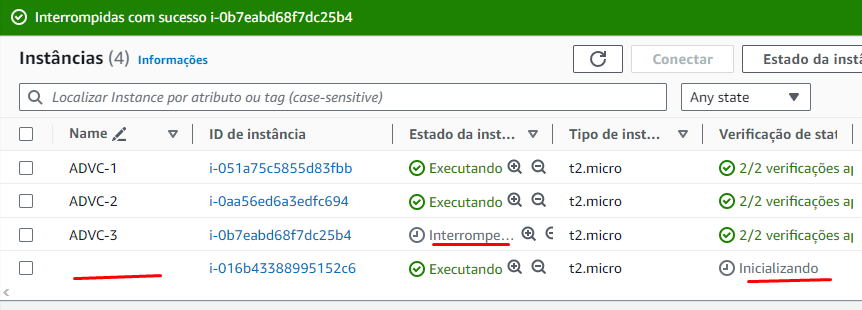 Interrompidas com sucesso i-0b7eabd68f7dc25b4
Instâncias (4) Informações Conectar Estado da instâ
Localizar Instance por atributo ou tag (case-sensitive) Any state
Name ID de instância Estado da inst... Tipo de inst... Verificação de stat
ADVC-1 i-051a75c5855d83fbb Executando t2.micro 2/2 verificações ap
ADVC-2 i-0aa56ed6a3edfc694 Executando t2.micro 2/2 verificações ap
ADVC-3 i-0b7eabd68f7dc25b4 Interrompe... t2.micro 2/2 verificações ap
i-016b43388995152c6 Executando t2.micro Inicializando